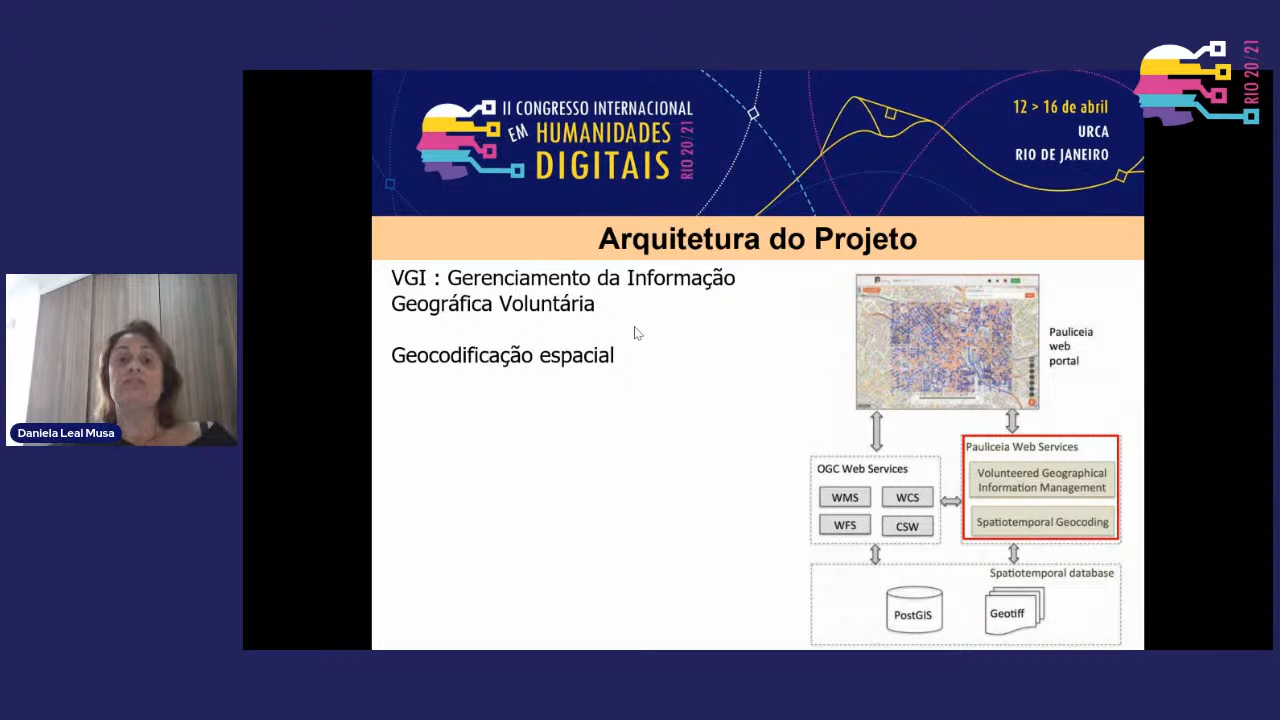 II CONGRESSO INTERNACIONAL
EM HUMANIDADES
DIGITAIS
RIO 20/21
12 > 16 de abril
URCA
RIO DE JANEIRO
RIO 20/21
Arquitetura do Projeto
VGI : Gerenciamento da Informação
Geográfica Voluntária
Geocodificação espacial
Pauliceia
web
portal
Pauliceia Web Services
Volunteered Geographical
Information Management
Spatiotemporal Geocoding
OGC Web Services
WMS
WCS
WFS
CSW
Spatiotemporal database
PostGIS
Geotiff
Daniela Leal Musa